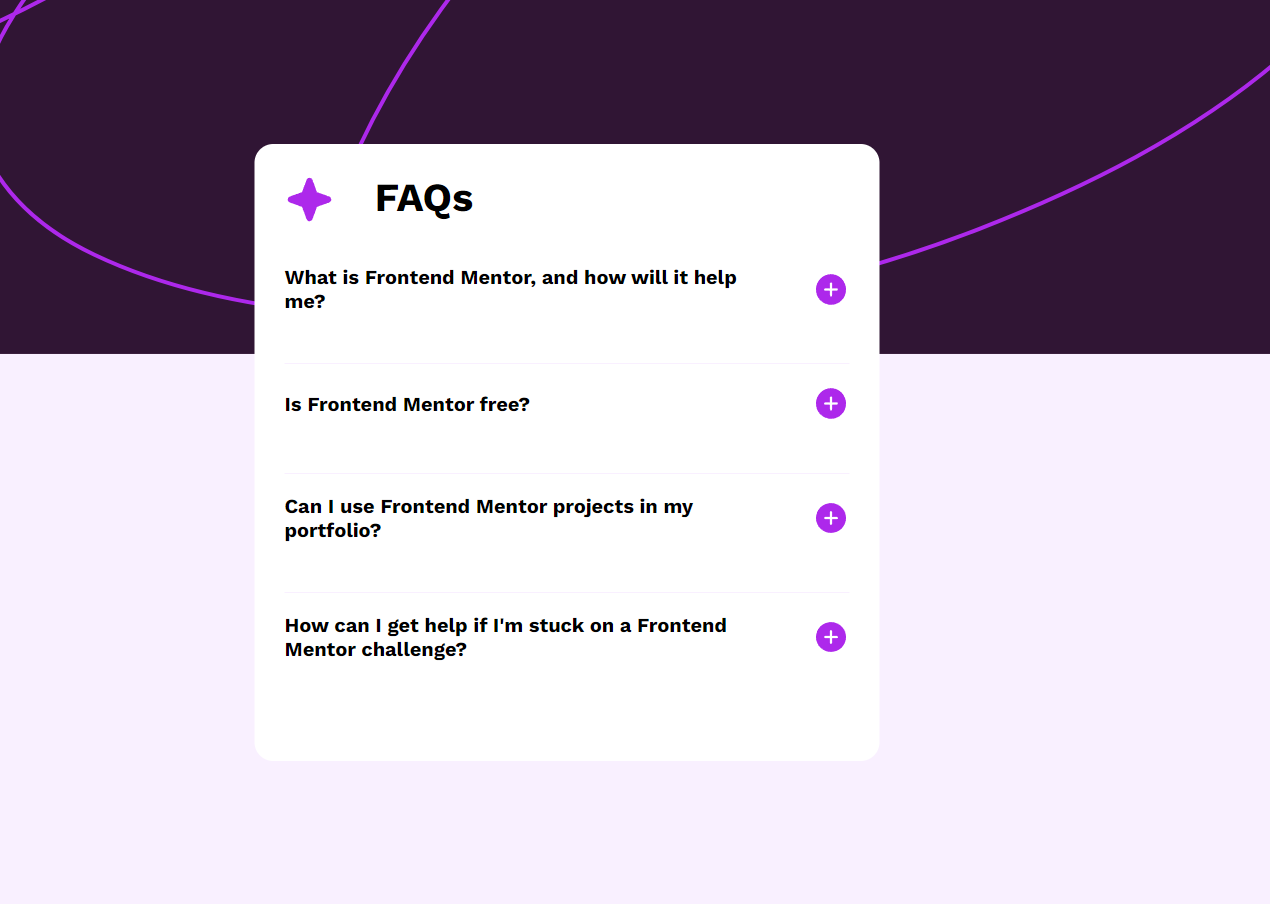 FAQs
What is Frontend Mentor, and how will it help
me?
Is Frontend Mentor free?
Can I use Frontend Mentor projects in my
portfolio?
How can I get help if I'm stuck on a Frontend
Mentor challenge?